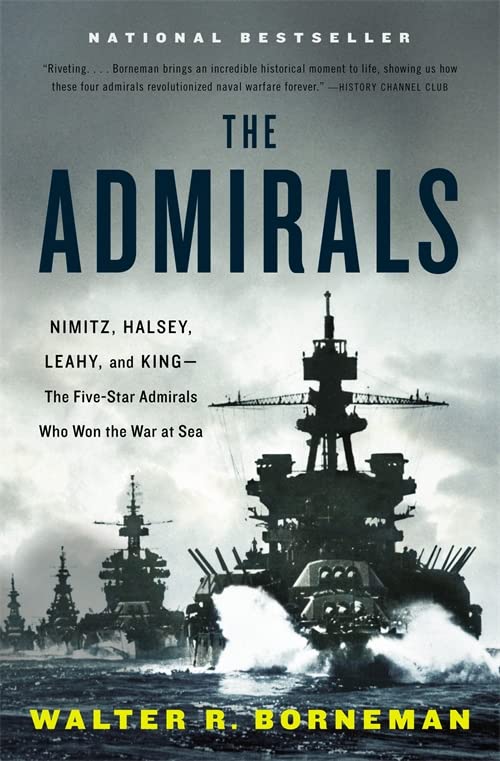 NATIONAL BESTSELLER
“Riveting. . . . Borneman brings an incredible historical moment to life, showing us how
these four admirals revolutionized naval warfare forever.” —HISTORY CHANNEL CLUB
THE
ADMIRALS
NIMITZ, HALSEY,
LEAHY, and KING—
The Five-Star Admirals
Who Won the War at Sea
WALTER R. BORNEMAN